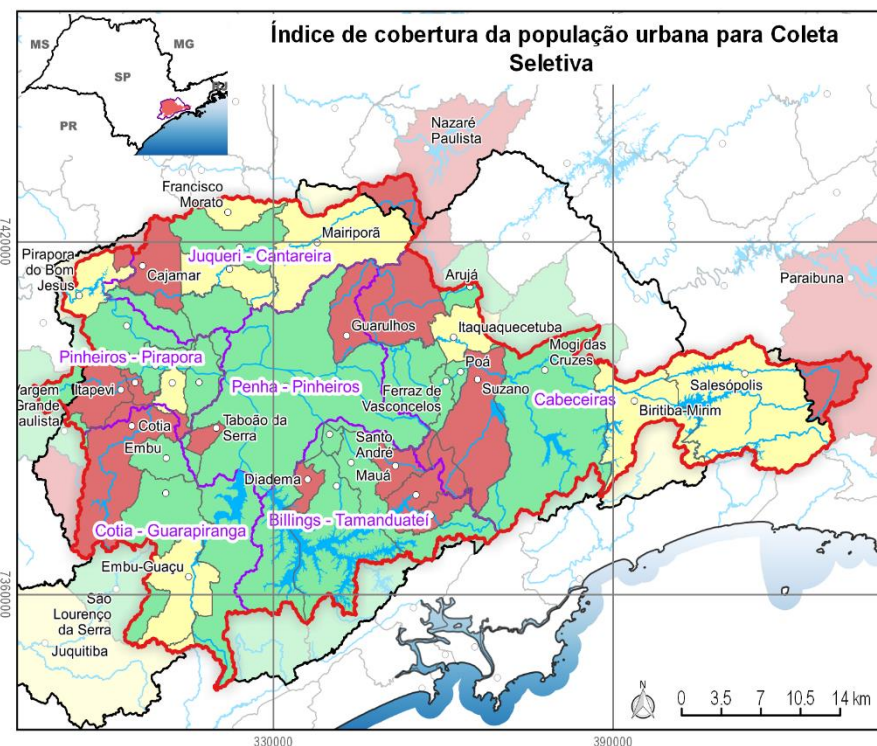 Índice de cobertura da população urbana para Coleta
Seletiva
MS
MG
SP
PR
Nazaré
Paulista
Francisco
Morato
Mairiporã
7420000
Pirapora
do Bom
Jesus
Juqueri - Cantareira
Cajamar
Arujá
Paraibuna
Guarulhos
Itaquaquecetuba
Pinheiros - Pirapora
Mogi das
Cruzes
Poá
Itapevi
Penha - Pinheiros
Ferraz de
Vasconcelos
Suzano
Cabeceiras
Salesópolis
Biritiba-Mirim
Vargem
Grande
Paulista
Cotia
Taboão da
Serra
Embu
Santo
André
Mauá
Diadema
Cotia - Guarapiranga
Billings - Tamanduateí
Embu-Guaçu
7360000
São
Lourenço
da Serra
Juquitiba
N
0 3.5 7 10.5 14 km
330000
390000